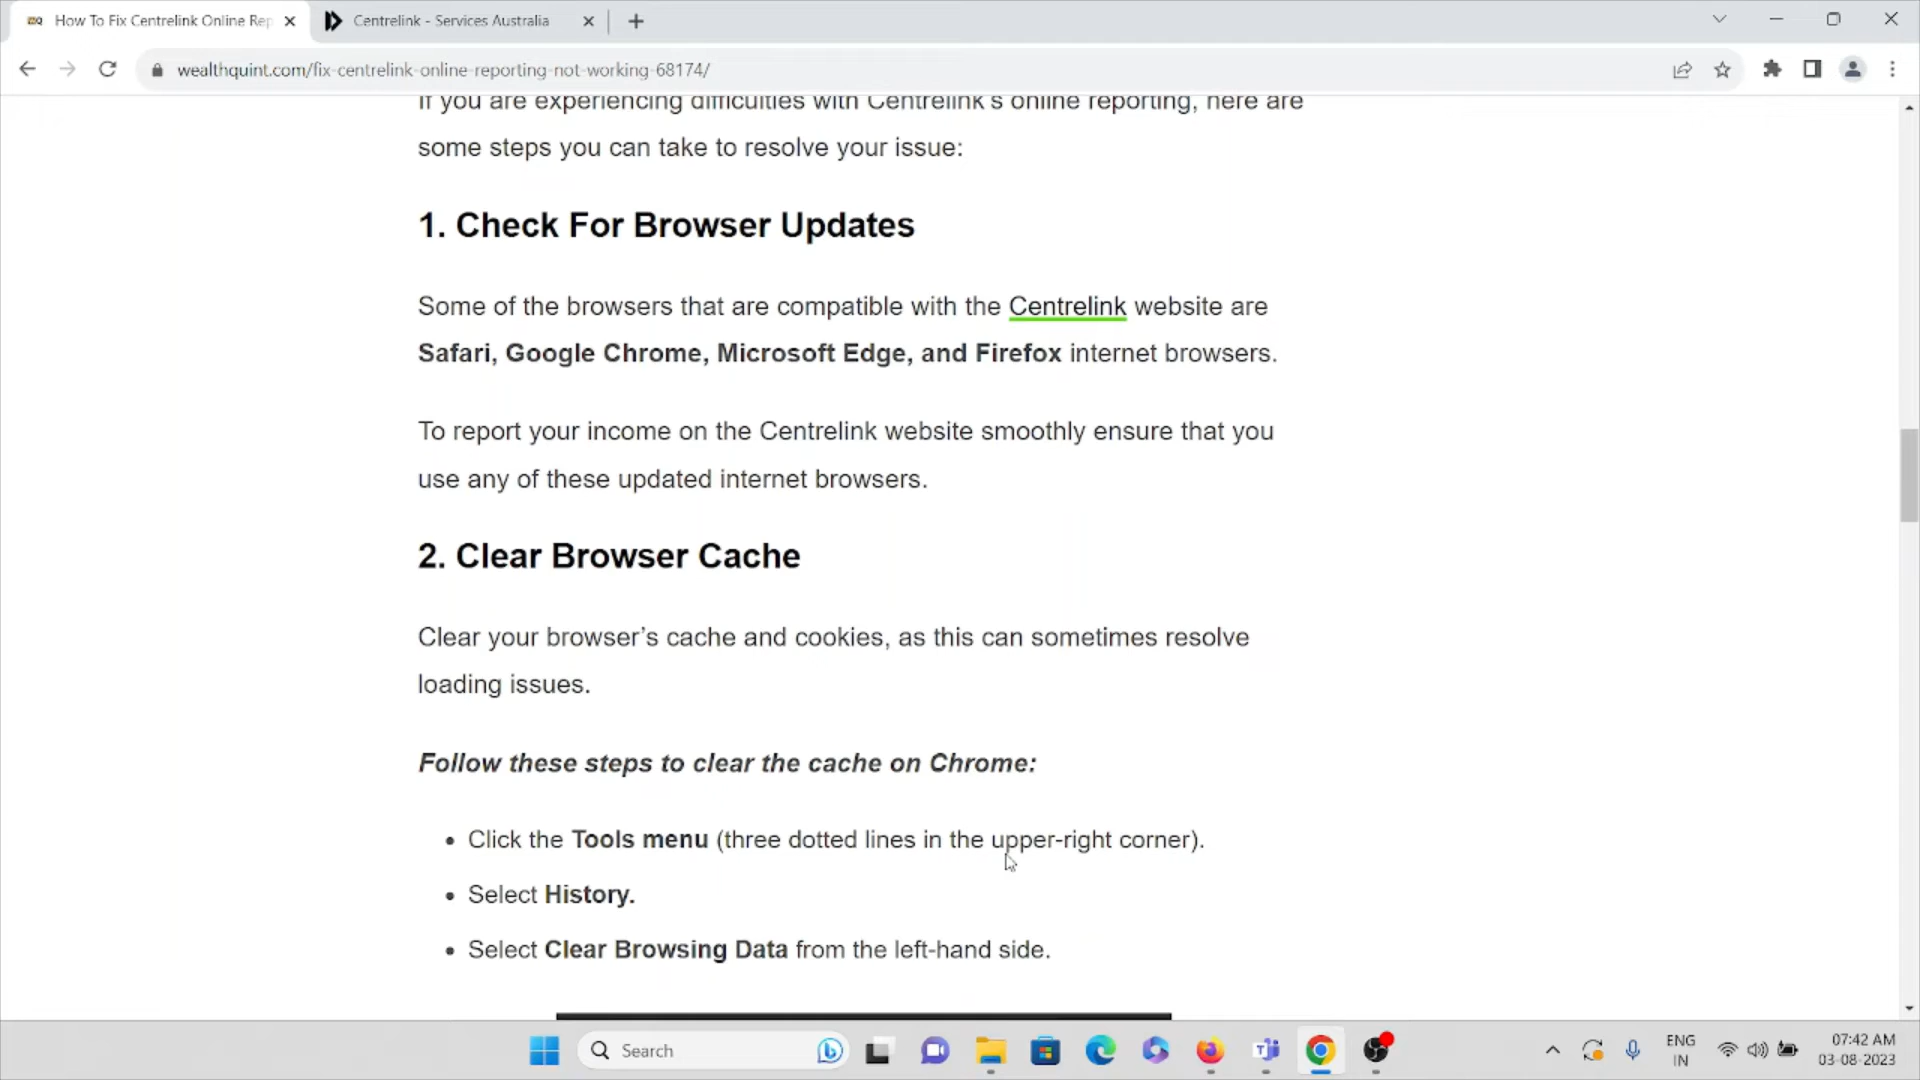 How To Fix Centrelink Online Rep
Centrelink - Services Australia
wealthquint.com/fix-centrelink-online-reporting-not-working-68174/
If you are experiencing difficulties with Centrelink's online reporting, here are
some steps you can take to resolve your issue:
1. Check For Browser Updates
Some of the browsers that are compatible with the Centrelink website are
Safari, Google Chrome, Microsoft Edge, and Firefox internet browsers.
To report your income on the Centrelink website smoothly ensure that you
use any of these updated internet browsers.
2. Clear Browser Cache
Clear your browser’s cache and cookies, as this can sometimes resolve
loading issues.
Follow these steps to clear the cache on Chrome:
• Click the Tools menu (three dotted lines in the upper-right corner).
• Select History.
• Select Clear Browsing Data from the left-hand side.
Search
ENG
IN
07:42 AM
03-08-2023